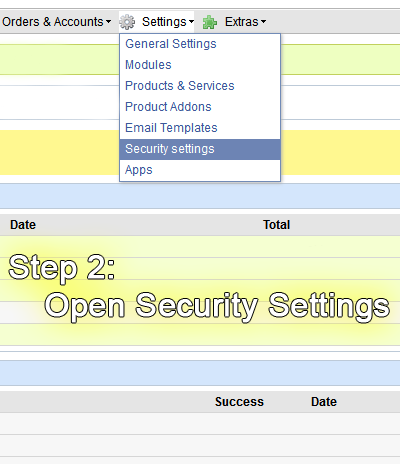 Orders & Accounts Settings Extras
General Settings
Modules
Products & Services
Product Addons
Email Templates
Security settings
Apps
Date Total
Step 2:
Open Security Settings
Success Date